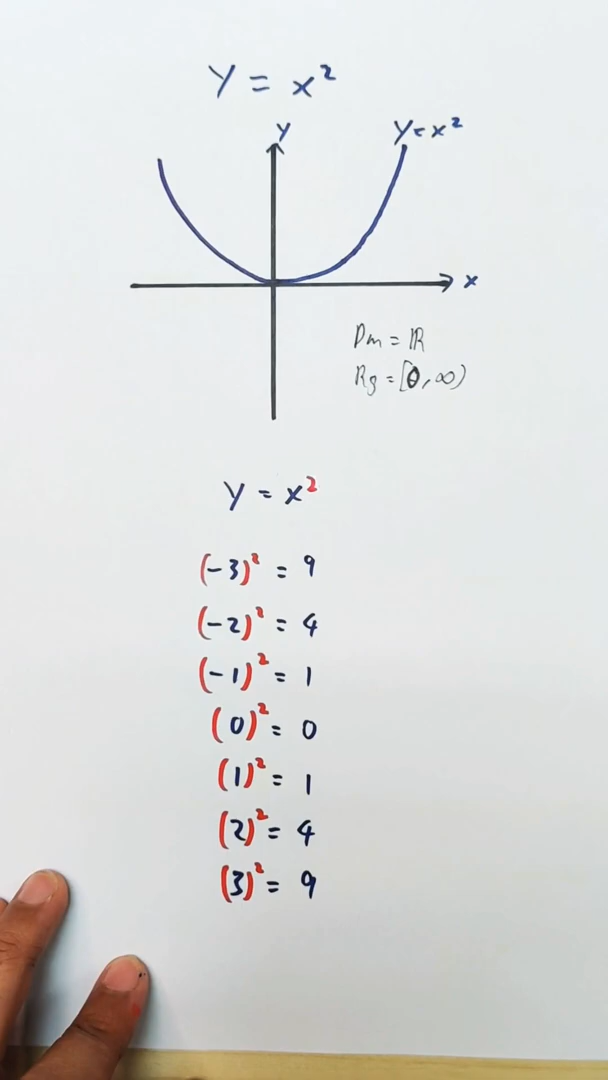 Y = x²
y
Y = x²
x
Dm = ℝ
Rg = [0, ∞)
y = x²
(-3)² = 9
(-2)² = 4
(-1)² = 1
(0)² = 0
(1)² = 1
(2)² = 4
(3)² = 9